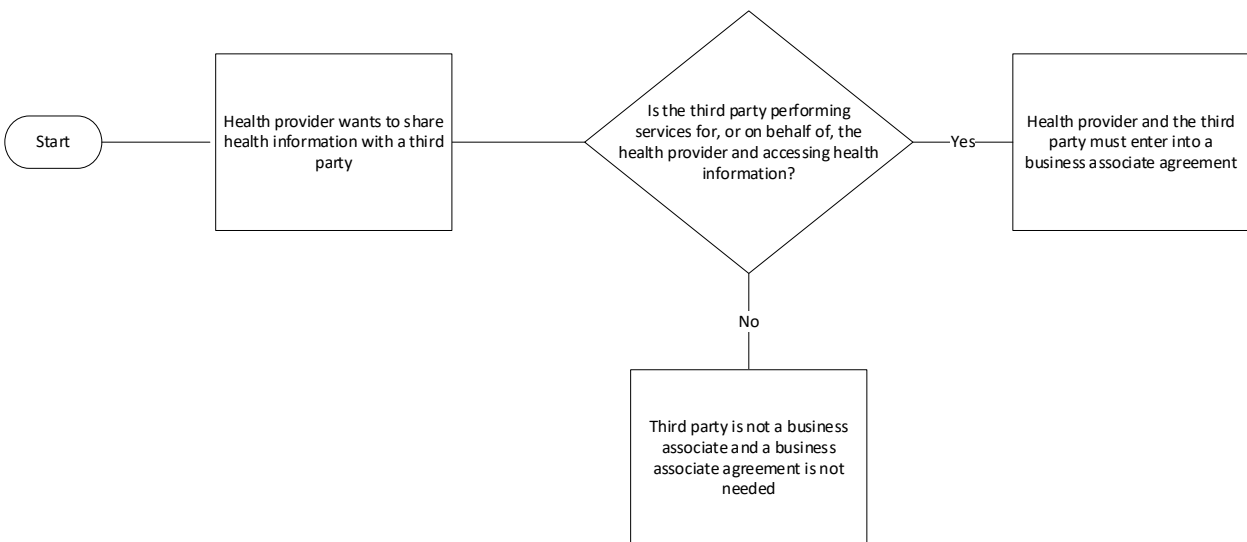 Start
Health provider wants to share
health information with a third
party
Is the third party performing
services for, or on behalf of, the
health provider and accessing health
information?
Yes
Health provider and the third
party must enter into a
business associate agreement
No
Third party is not a business
associate and a business
associate agreement is not
needed